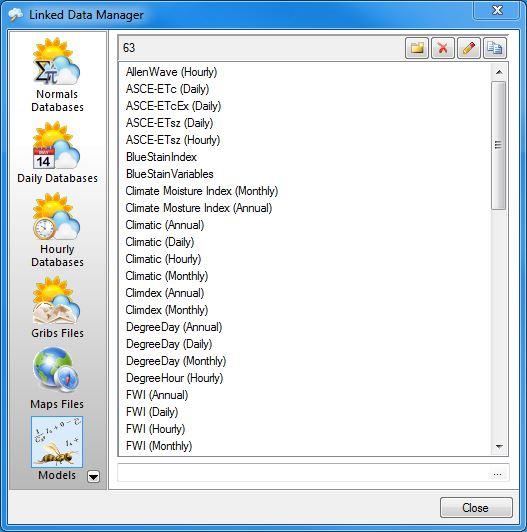 Linked Data Manager
Normals
Databases
14
Daily Databases
Hourly
Databases
Gribs Files
Maps Files
Models
63
AllenWave (Hourly)
ASCE-ETc (Daily)
ASCE-ETcEx (Daily)
ASCE-ETsz (Daily)
ASCE-ETsz (Hourly)
BlueStainIndex
BlueStainVariables
Climate Moisture Index (Monthly)
Climate Mosture Index (Annual)
Climatic (Annual)
Climatic (Daily)
Climatic (Hourly)
Climatic (Monthly)
Climdex (Annual)
Climdex (Monthly)
DegreeDay (Annual)
DegreeDay (Daily)
DegreeDay (Monthly)
DegreeHour (Hourly)
FWI (Annual)
FWI (Daily)
FWI (Hourly)
FWI (Monthly)
...
Close